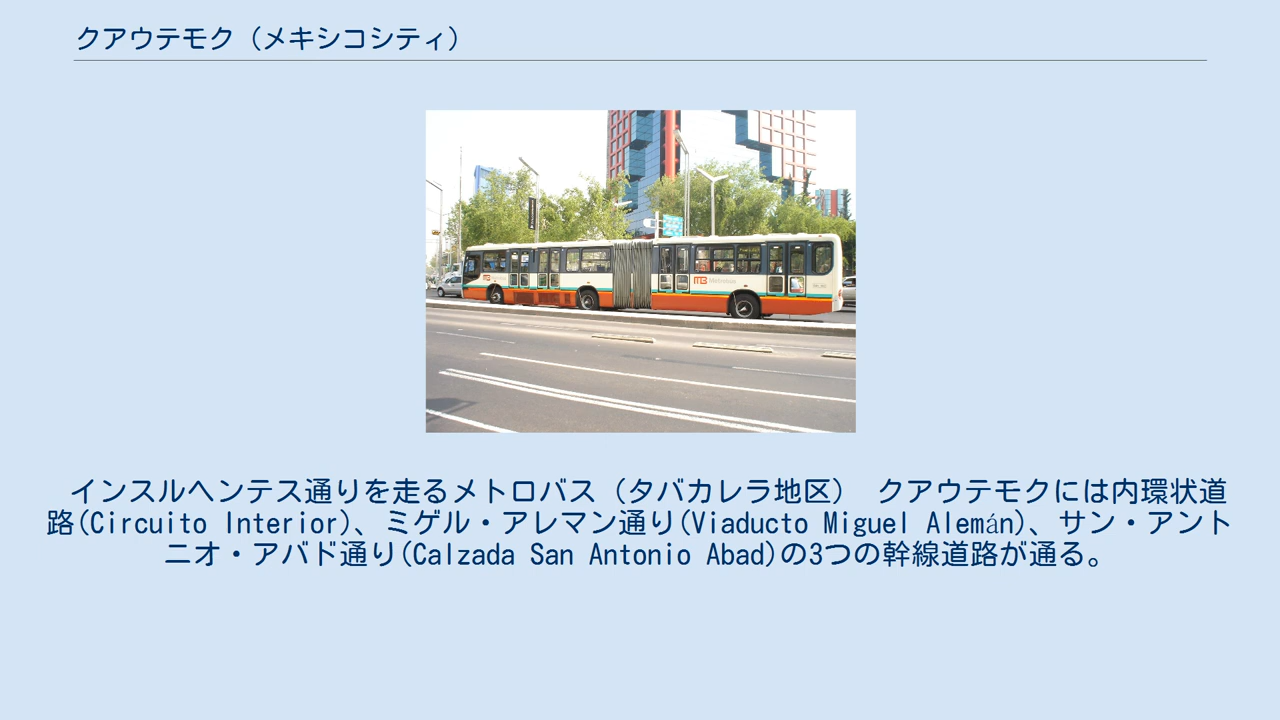 クアウテモク（メキシコシティ）
MB
MB Metrobús
インスルヘンテス通りを走るメトロバス（タバカレラ地区） クアウテモクには内環状道
路(Circuito Interior)、ミゲル・アレマン通り(Viaducto Miguel Alemán)、サン・アント
ニオ・アバド通り(Calzada San Antonio Abad)の3つの幹線道路が通る。